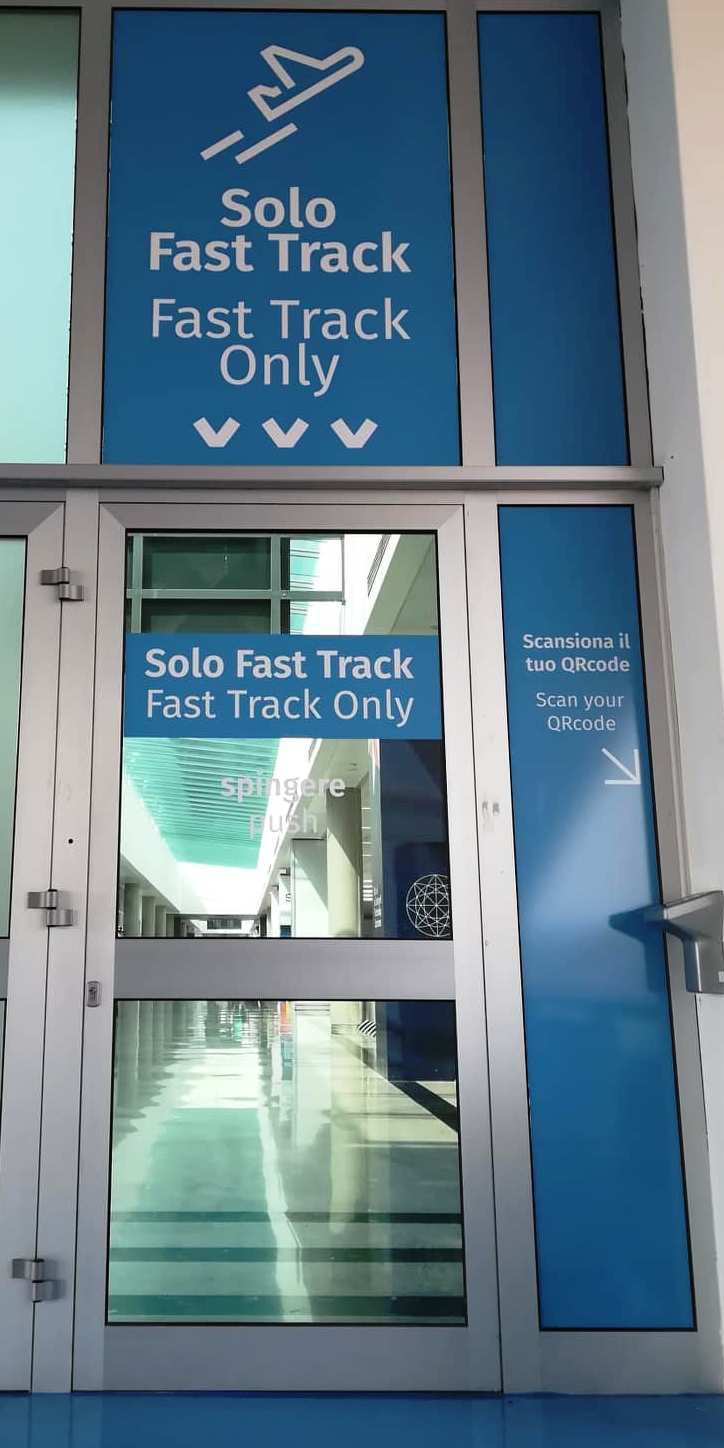 Solo
Fast Track
Fast Track
Only
Solo Fast Track
Fast Track Only
spingere
push
Scansiona il
tuo QRcode
Scan your
QRcode